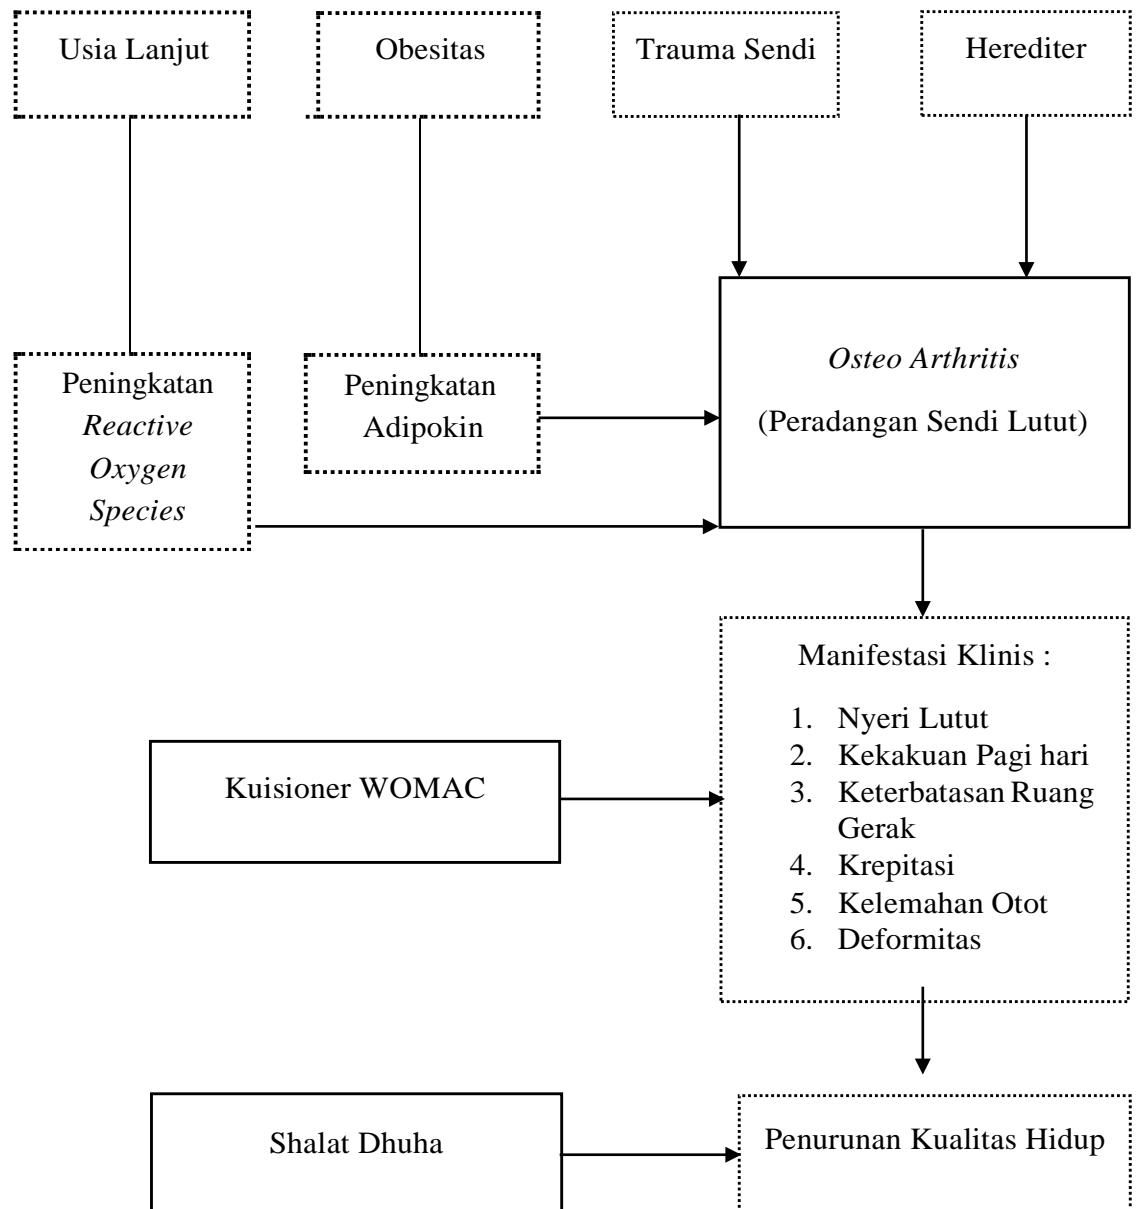 Usia Lanjut
Obesitas
Trauma Sendi
Herediter
Peningkatan
Reactive
Oxygen
Species
Peningkatan
Adipokin
Osteo Arthritis
(Peradangan Sendi Lutut)
Manifestasi Klinis :
1. Nyeri Lutut
2. Kekakuan Pagi hari
3. Keterbatasan Ruang
Gerak
4. Krepitasi
5. Kelemahan Otot
6. Deformitas
Kuisioner WOMAC
Shalat Dhuha
Penurunan Kualitas Hidup